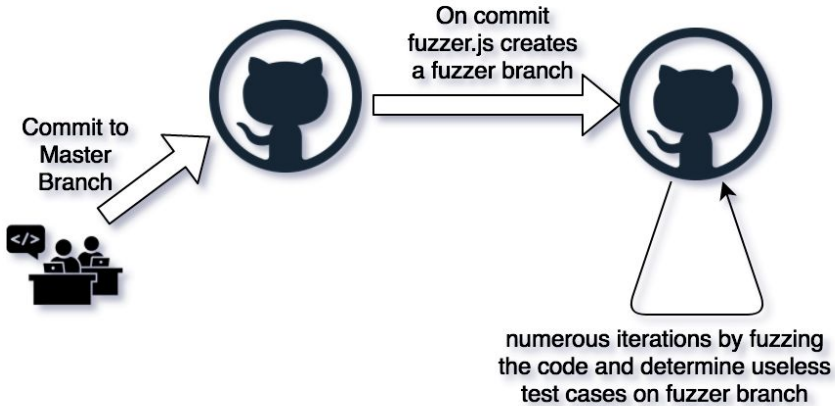 On commit
fuzzer.js creates
a fuzzer branch
Commit to
Master
Branch
</>
numerous iterations by fuzzing
the code and determine useless
test cases on fuzzer branch